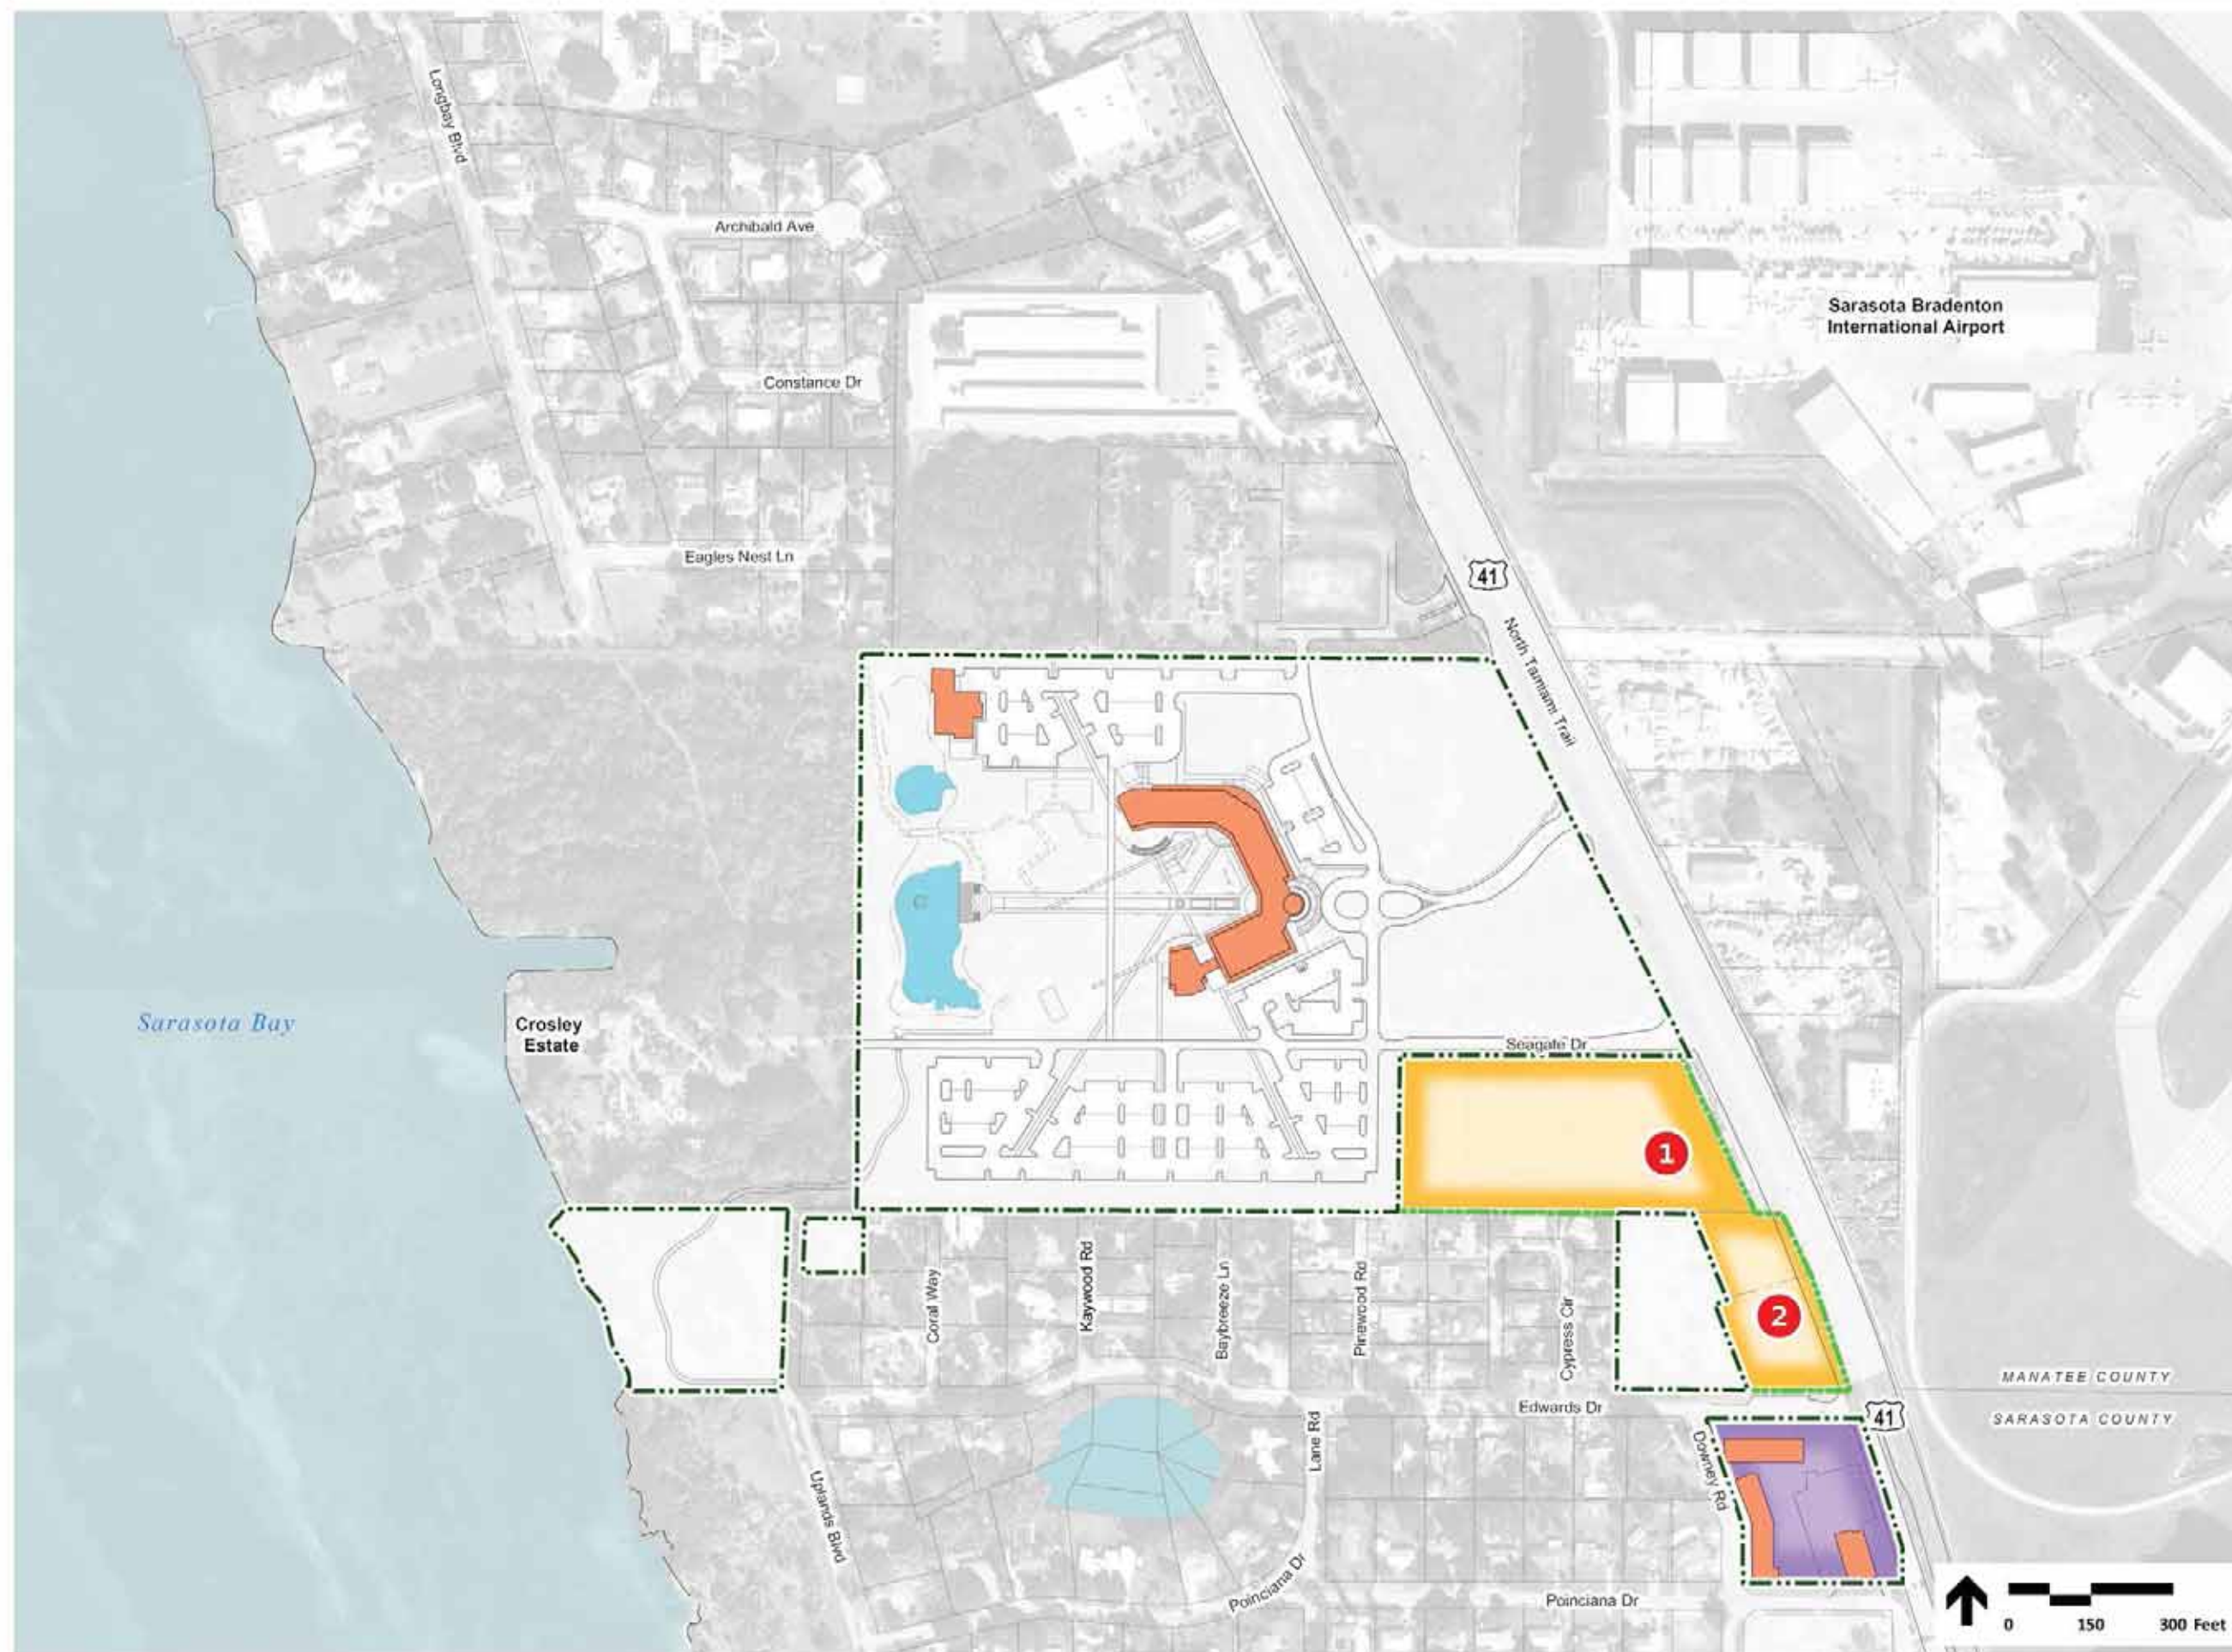 Longbay Blvd
Archibald Ave
Sarasota Bradenton
International Airport
Constance Dr
Eagles Nest Ln
41
North Tamiami Trail
Sarasota Bay
Crosley
Estate
Seagate Dr
1
2
Coral Way
Kaywood Rd
Baybreeze Ln
Pinewood Rd
Cypress Cir
MANATEE COUNTY
Edwards Dr
41
SARASOTA COUNTY
Lane Rd
Downey Rd
Uplands Blvd
Poinciana Dr
Poinciana Dr
0 150 300 Feet